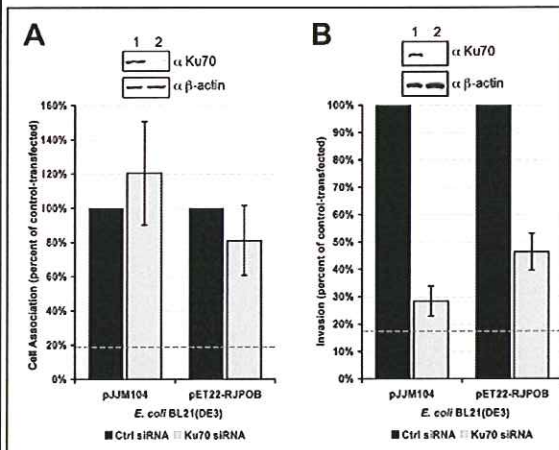 A
1 2
α Ku70
α β-actin
Cell Association (percent of control-transfected)
160%
140%
120%
100%
80%
60%
40%
20%
0%
pJJM104 pET22-RJPOB
E. coli BL21(DE3)
Ctrl siRNA Ku70 siRNA
B
1 2
α Ku70
α β-actin
Invasion (percent of control-transfected)
100%
90%
80%
70%
60%
50%
40%
30%
20%
10%
0%
pJJM104 pET22-RJPOB
E. coli BL21(DE3)
Ctrl siRNA Ku70 siRNA